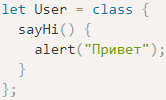 let User = class {
  sayHi() {
    alert("Привет");
  }
};